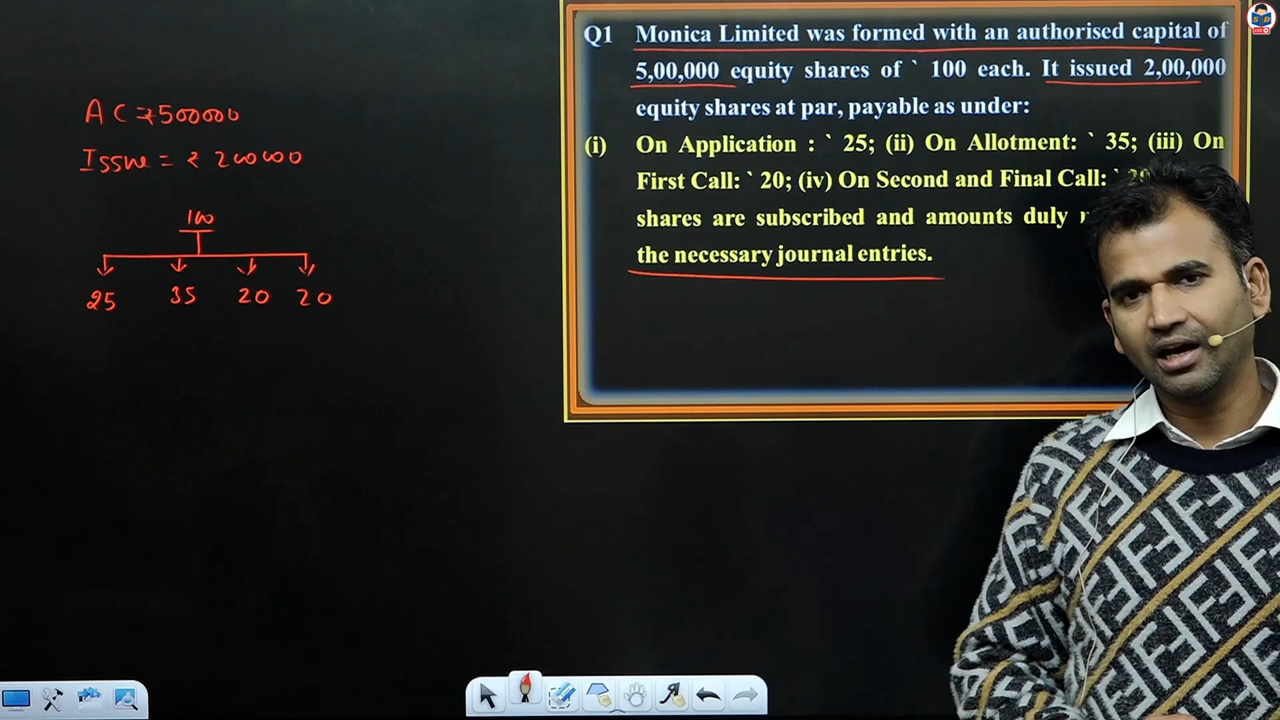 Q1 Monica Limited was formed with an authorised capital of
5,00,000 equity shares of ` 100 each. It issued 2,00,000
equity shares at par, payable as under:
(i) On Application : ` 25; (ii) On Allotment: ` 35; (iii) On
First Call: ` 20; (iv) On Second and Final Call: `
shares are subscribed and amounts duly
the necessary journal entries.
A C = ₹ 500000
Issue = ₹ 200000
100
25 35 20 20